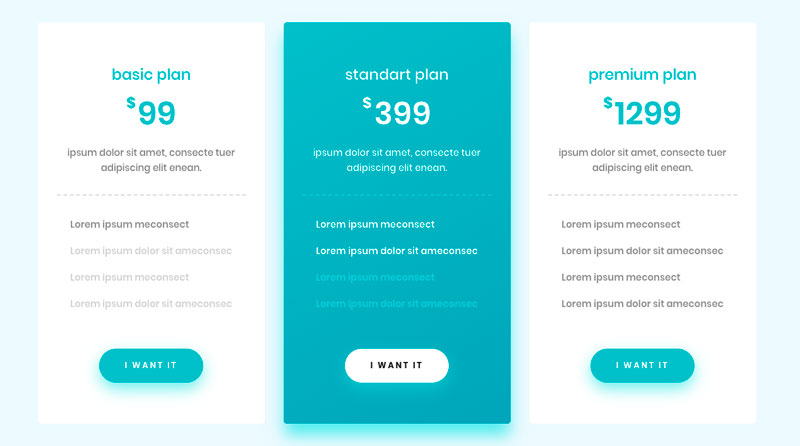 basic plan
$99
ipsum dolor sit amet, consecte tuer
adipiscing elit enean.
Lorem ipsum meconsect
Lorem ipsum dolor sit ameconsec
Lorem ipsum meconsect
Lorem ipsum dolor sit ameconsec
I WANT IT
standart plan
$399
ipsum dolor sit amet, consecte tuer
adipiscing elit enean.
Lorem ipsum meconsect
Lorem ipsum dolor sit ameconsec
Lorem ipsum meconsect
Lorem ipsum dolor sit ameconsec
I WANT IT
premium plan
$1299
ipsum dolor sit amet, consecte tuer
adipiscing elit enean.
Lorem ipsum meconsect
Lorem ipsum dolor sit ameconsec
Lorem ipsum meconsect
Lorem ipsum dolor sit ameconsec
I WANT IT